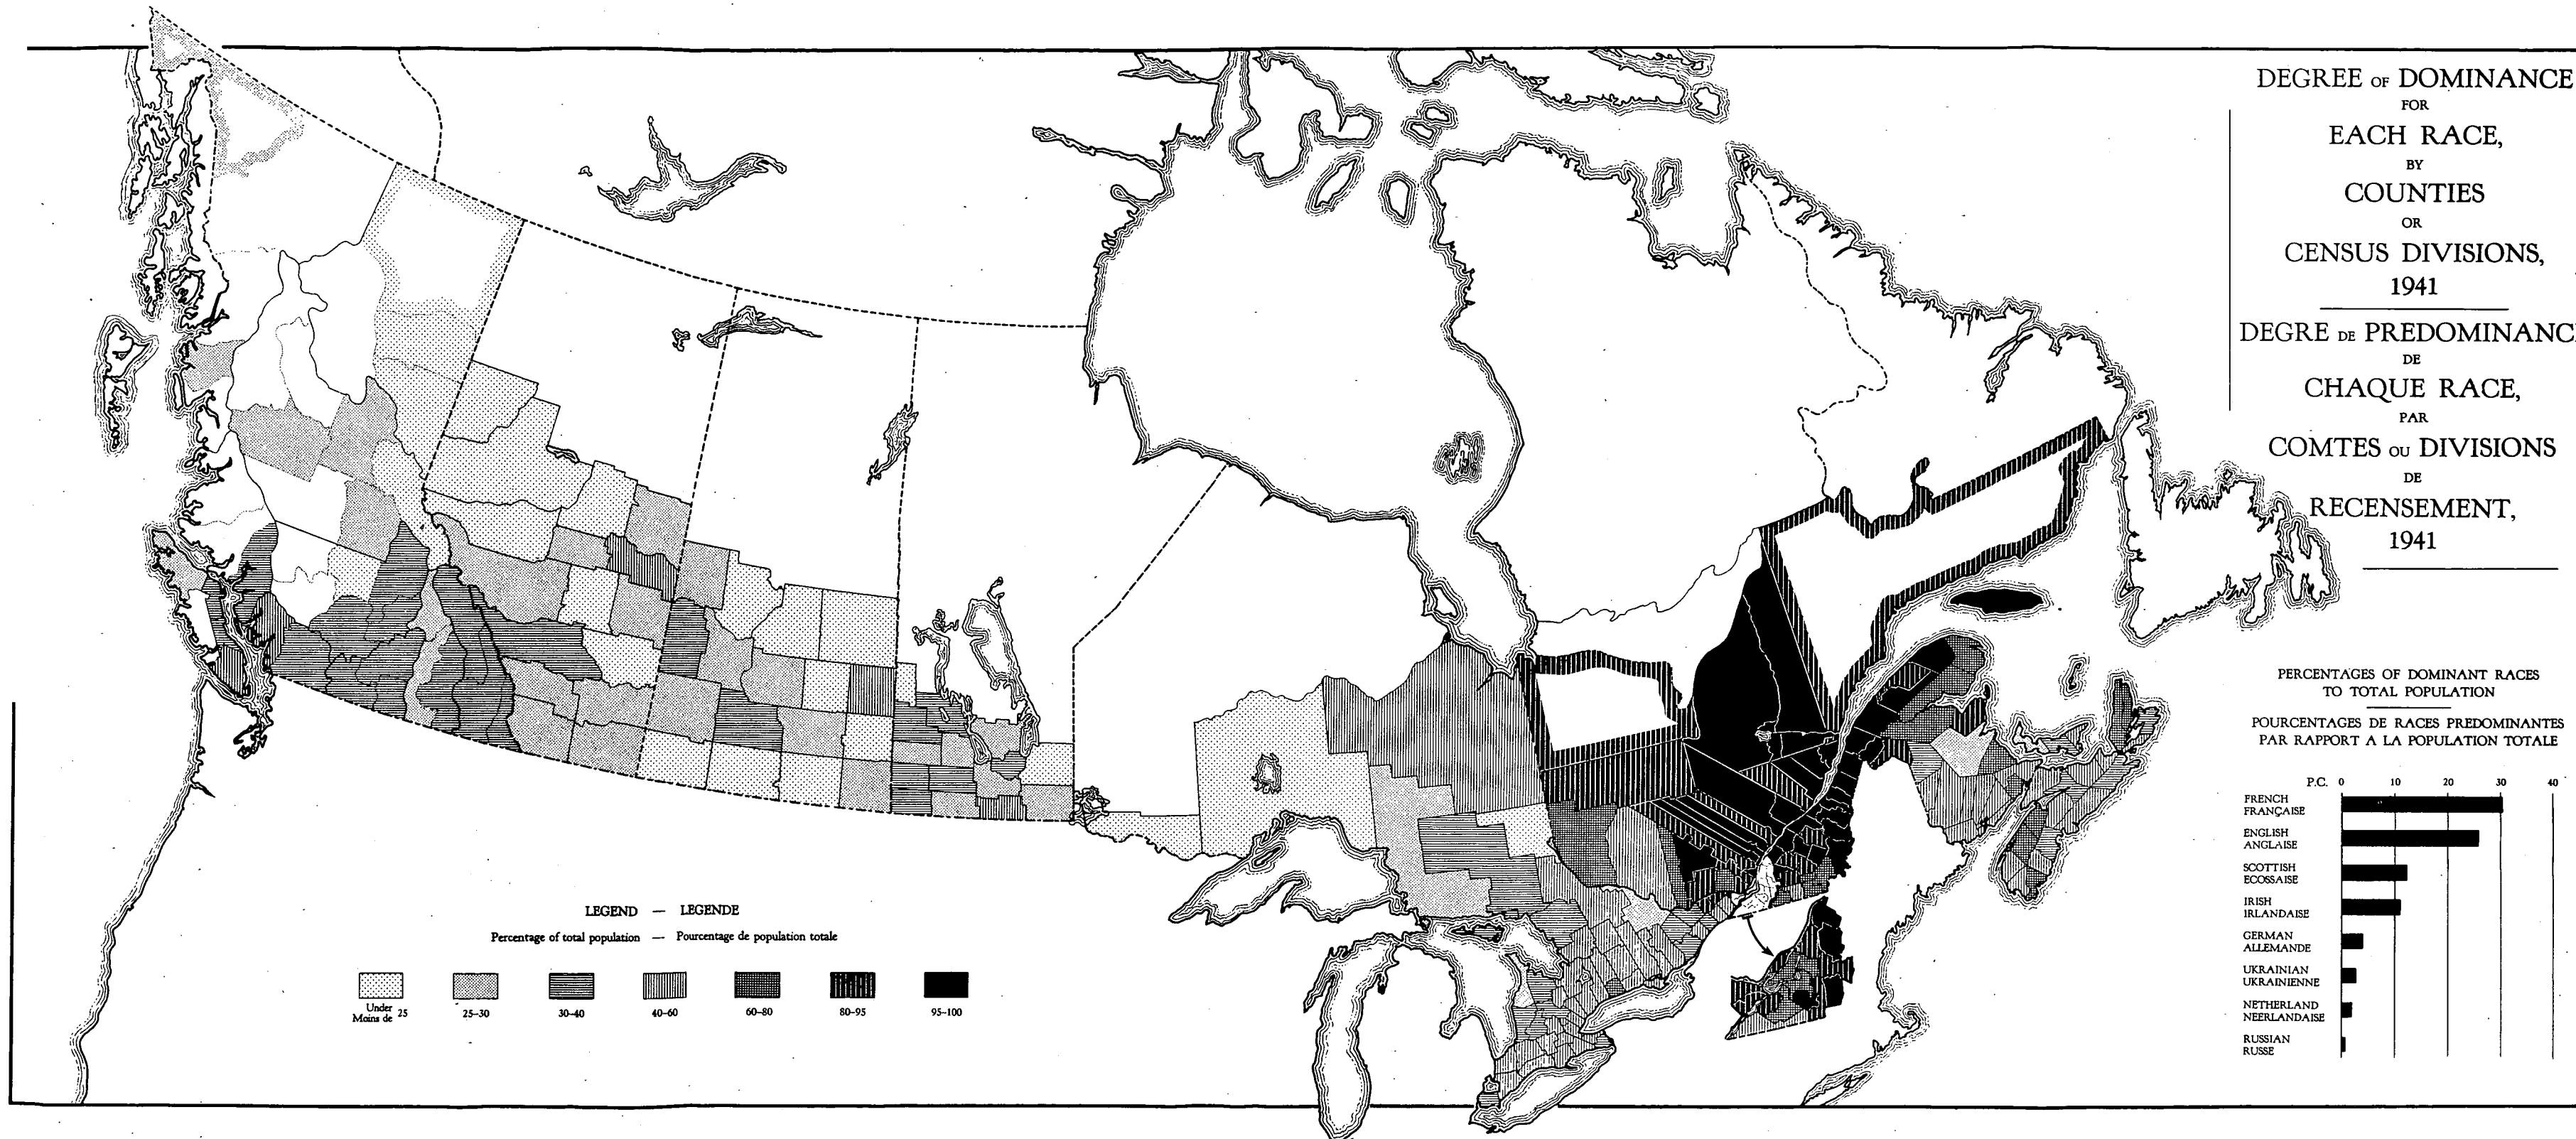 DEGREE OF DOMINANCE
FOR
EACH RACE,
BY
COUNTIES
OR
CENSUS DIVISIONS,
1941
DEGRE DE PREDOMINANC
DE
CHAQUE RACE,
PAR
COMTES OU DIVISIONS
DE
RECENSEMENT,
1941
PERCENTAGES OF DOMINANT RACES
TO TOTAL POPULATION
POURCENTAGES DE RACES PREDOMINANTES
PAR RAPPORT A LA POPULATION TOTALE
P.C. 0 10 20 30 40
FRENCH
FRANÇAISE
ENGLISH
ANGLAISE
SCOTTISH
ECOSSAISE
IRISH
IRLANDAISE
GERMAN
ALLEMANDE
UKRAINIAN
UKRAINIENNE
NETHERLAND
NEERLANDAISE
RUSSIAN
RUSSE
LEGEND — LEGENDE
Percentage of total population — Pourcentage de population totale
Under
Moins de 25
25-30
30-40
40-60
60-80
80-95
95-100